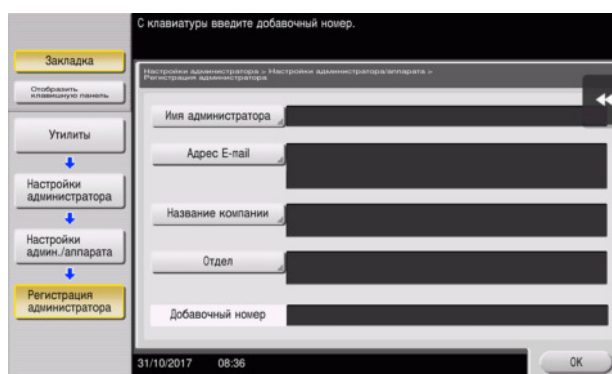 С клавиатуры введите добавочный номер.
Закладка
Отобразить
клавишную панель
Утилиты
Настройки
администратора
Настройки
админ./аппарата
Регистрация
администратора
Настройки администратора > Настройки администратора/аппарата >
Регистрация администратора
Имя администратора
Адрес E-mail
Название компании
Отдел
Добавочный номер
31/10/2017 08:36
OK